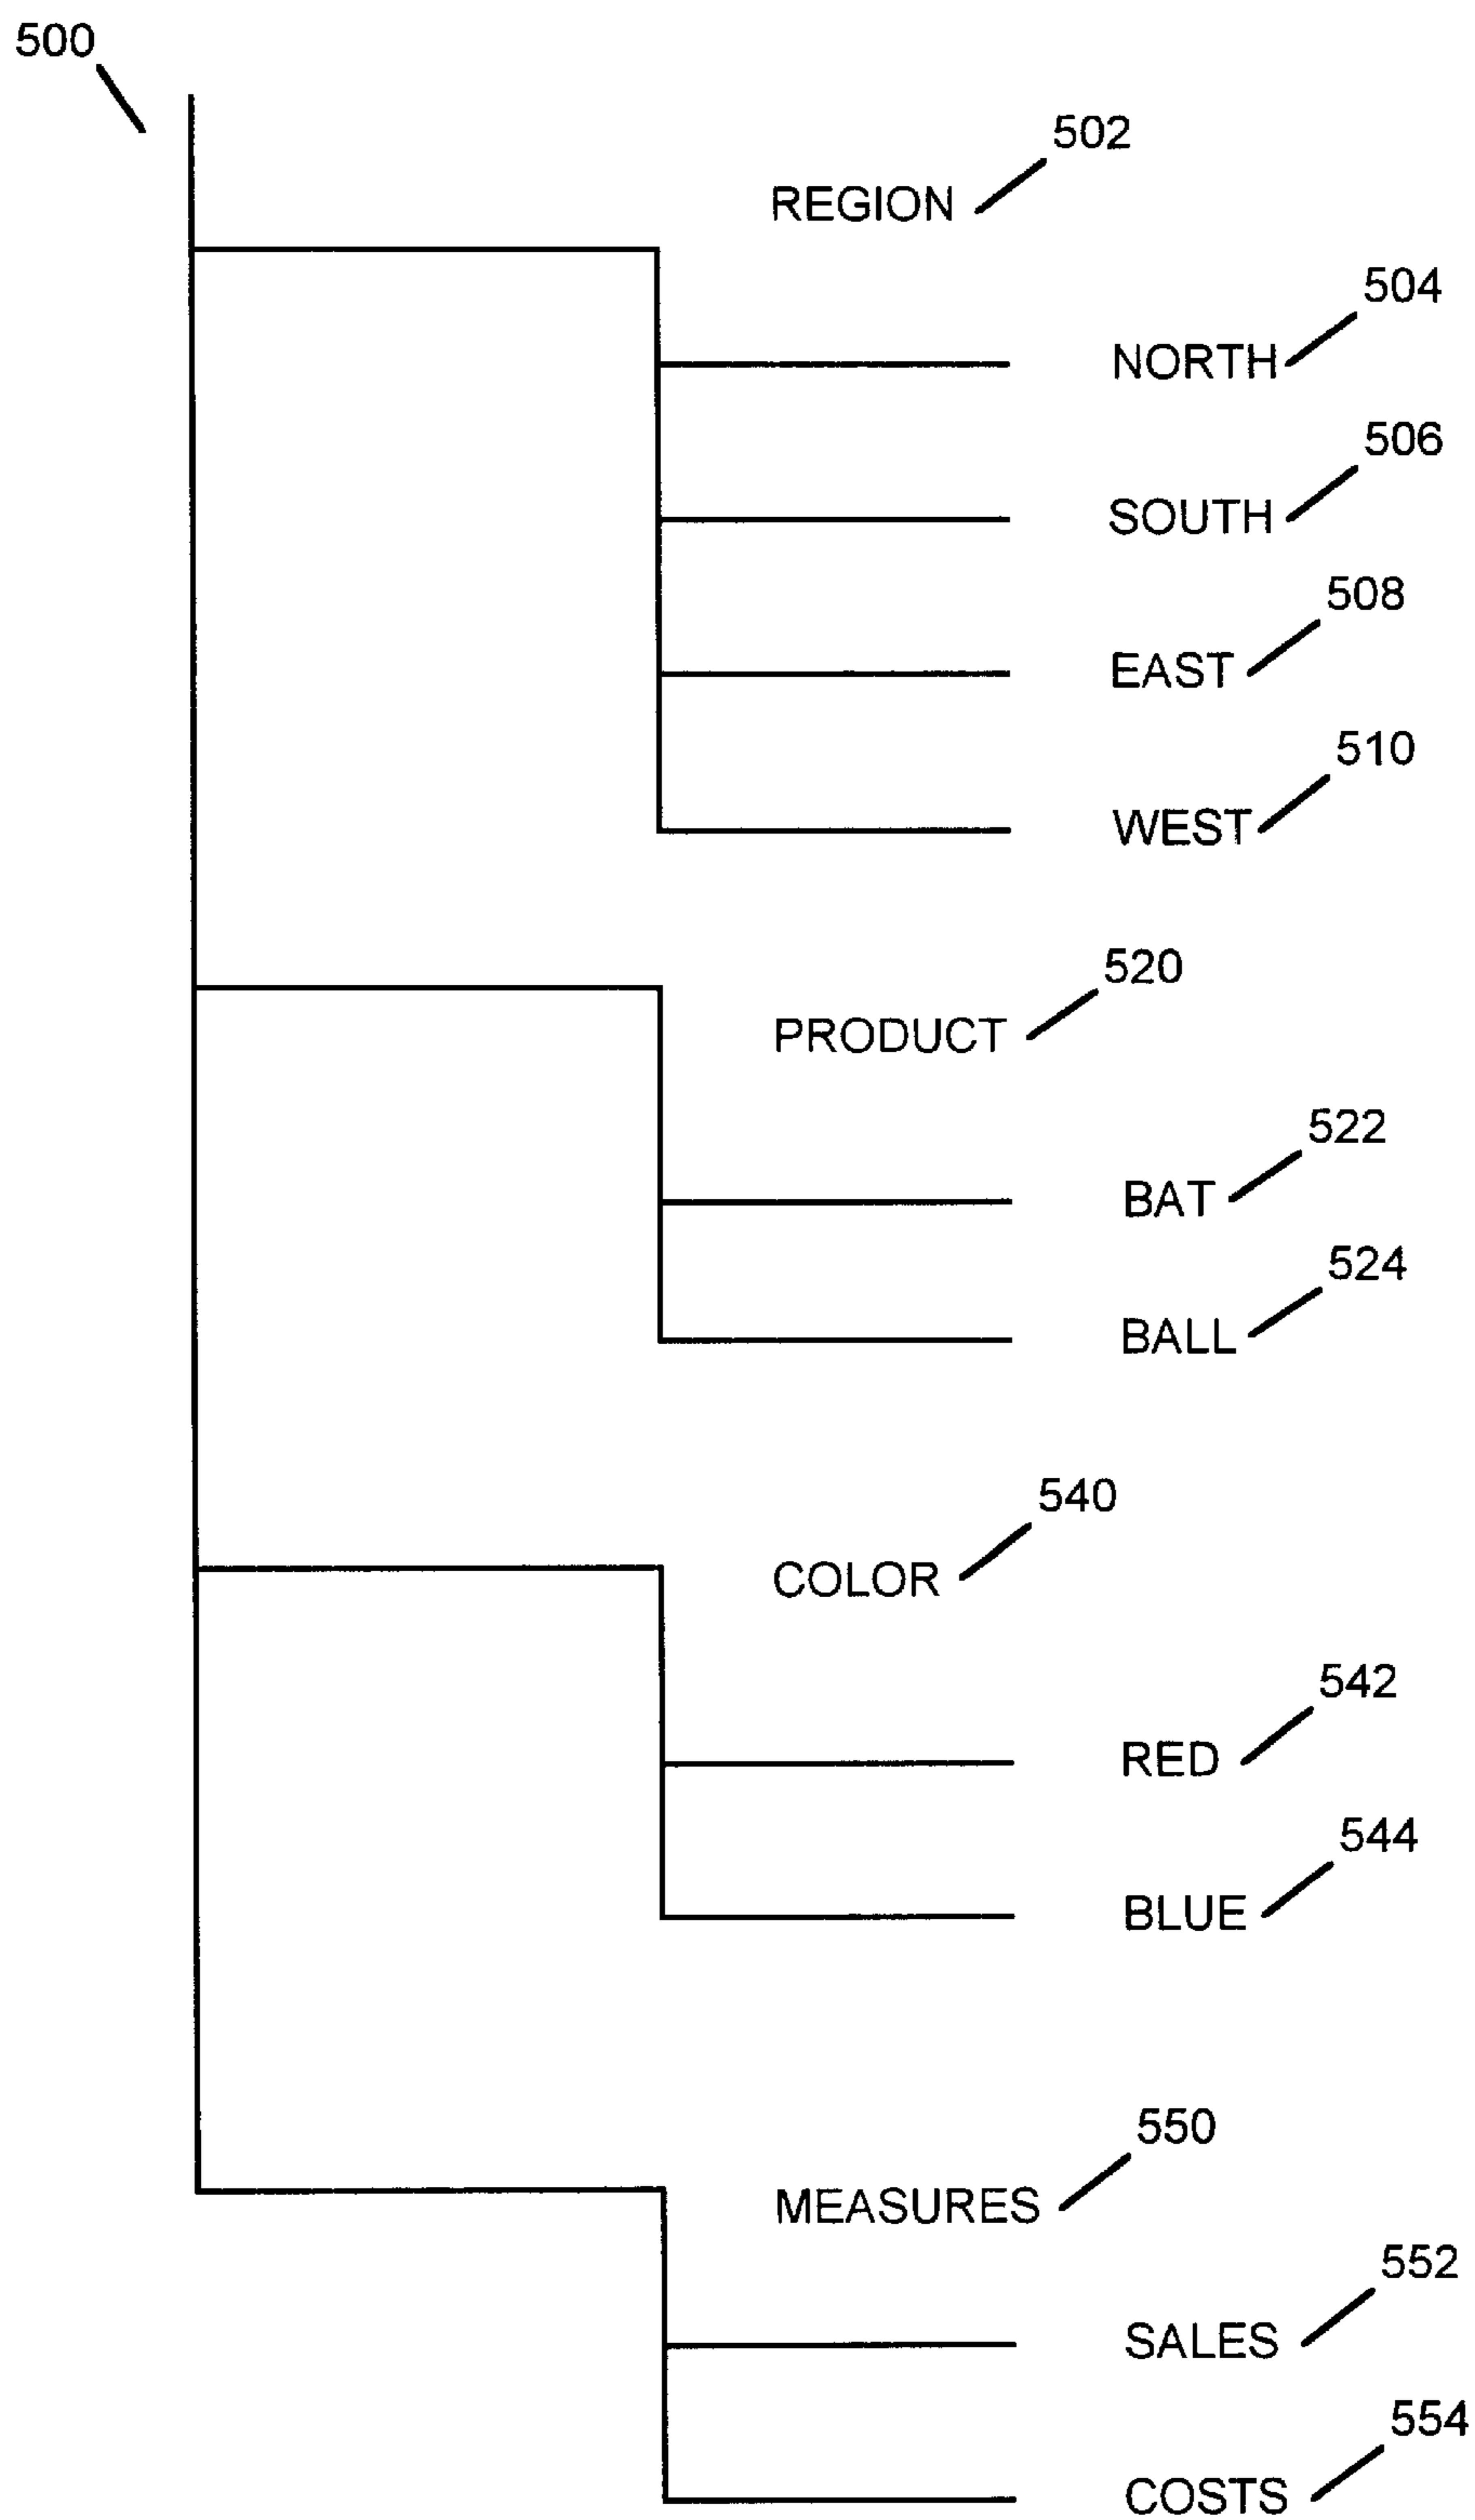 500
502
REGION
504
NORTH
506
SOUTH
508
EAST
510
WEST
520
PRODUCT
522
BAT
524
BALL
540
COLOR
542
RED
544
BLUE
550
MEASURES
552
SALES
554
COSTS